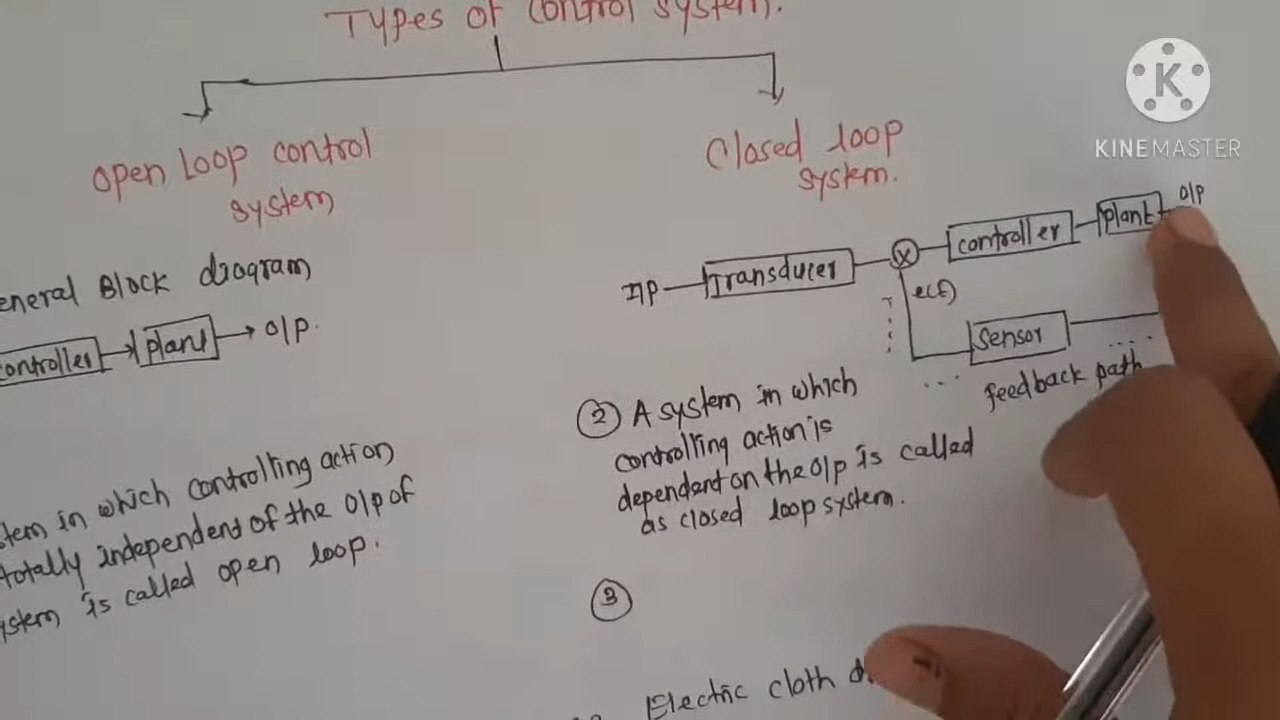 Types of Control System.
open Loop control
system
Closed loop
system.
K
KINEMASTER
General Block diagram
controller
plant
O/P.
I/P
Transducer
controller
plant
O/P
e(t)
Sensor
feedback path
system in which controlling action
totally independent of the O/P of
system is called open loop.
② A system in which
controlling action is
dependent on the O/P is called
as closed loop system.
③
Electric cloth